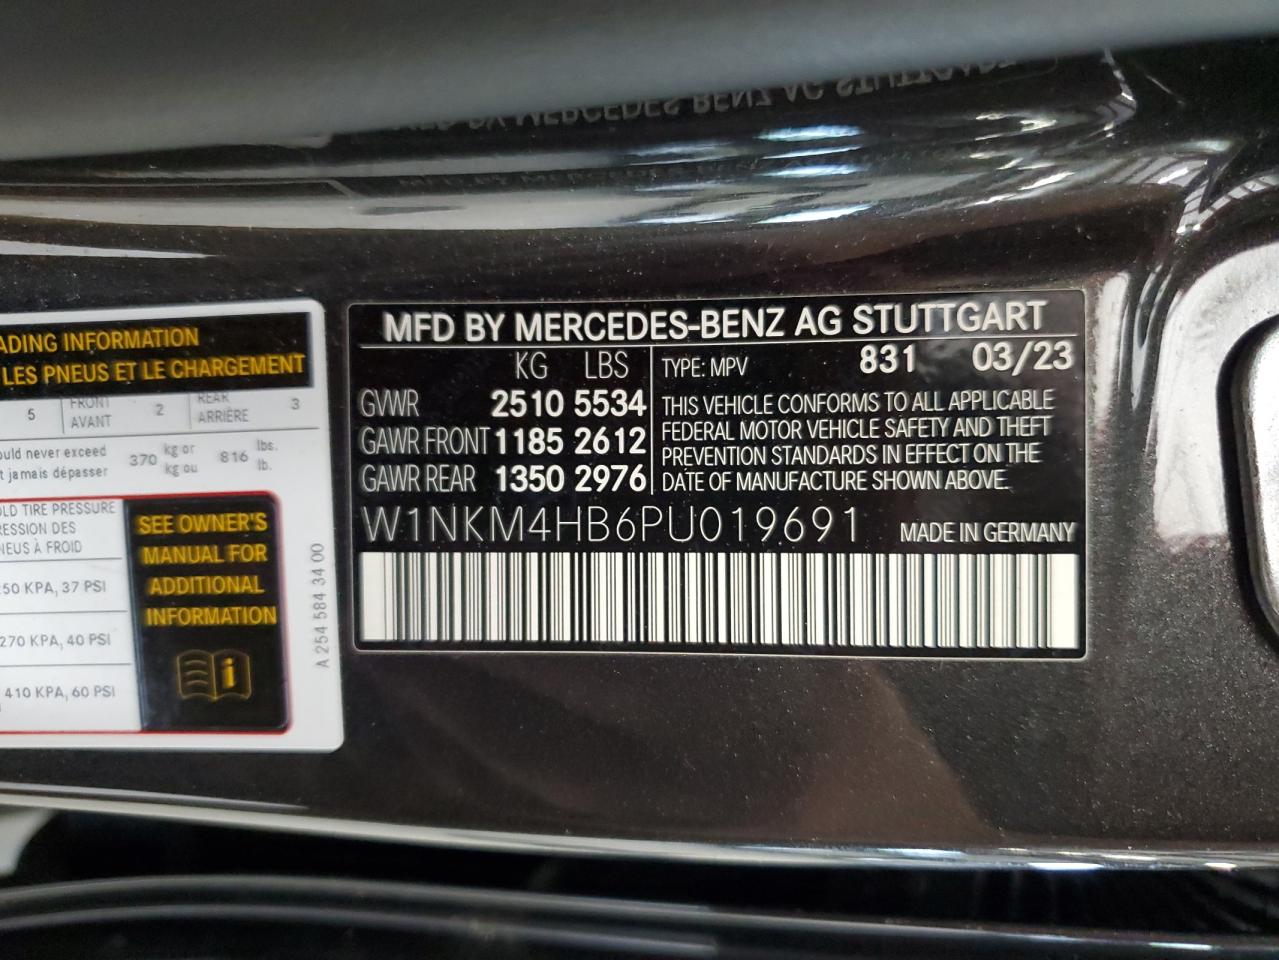 MERCEDES BENZ AG STUTTGART
ADING INFORMATION
LES PNEUS ET LE CHARGEMENT
5 FRONT AVANT 2 REAR ARRIÈRE 3
ould never exceed
t jamais dépasser
370 kg or kg ou 816 lbs. lb.
OLD TIRE PRESSURE
RESSION DES
NEUS À FROID
250 KPA, 37 PSI
270 KPA, 40 PSI
410 KPA, 60 PSI
SEE OWNER'S
MANUAL FOR
ADDITIONAL
INFORMATION
i
A 254 584 34 00
MFD BY MERCEDES-BENZ AG STUTTGART
KG LBS
GVWR 2510 5534
GAWR FRONT 1185 2612
GAWR REAR 1350 2976
TYPE: MPV 831 03/23
THIS VEHICLE CONFORMS TO ALL APPLICABLE
FEDERAL MOTOR VEHICLE SAFETY AND THEFT
PREVENTION STANDARDS IN EFFECT ON THE
DATE OF MANUFACTURE SHOWN ABOVE.
W1NKM4HB6PU019691 MADE IN GERMANY